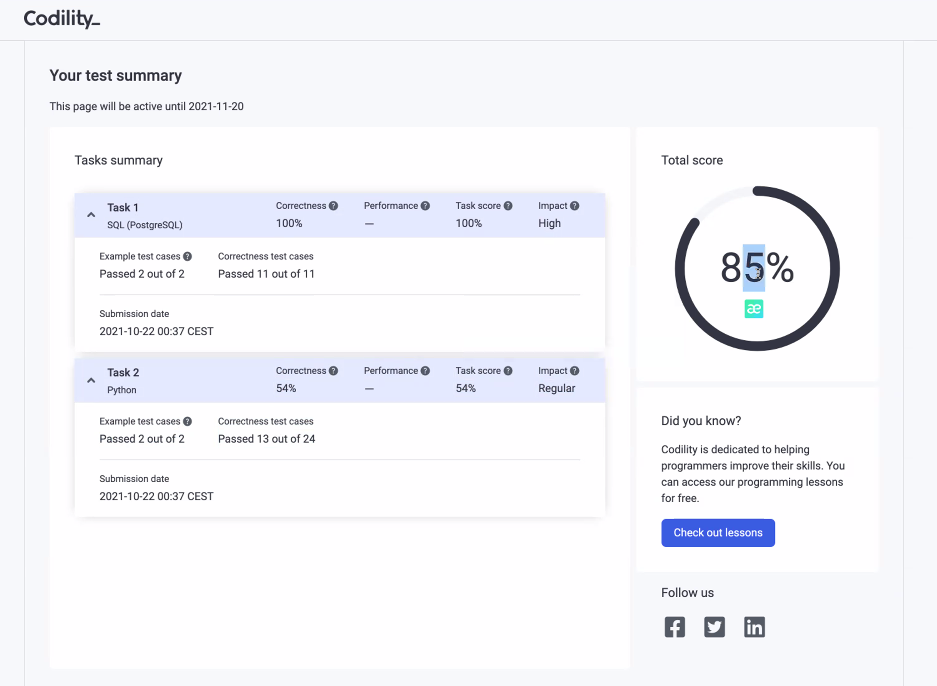 Codility_
Your test summary
This page will be active until 2021-11-20
Tasks summary
Task 1
SQL (PostgreSQL)
Correctness ?
100%
Performance ?
—
Task score ?
100%
Impact ?
High
Example test cases ?
Passed 2 out of 2
Correctness test cases
Passed 11 out of 11
Submission date
2021-10-22 00:37 CEST
Task 2
Python
Correctness ?
54%
Performance ?
—
Task score ?
54%
Impact ?
Regular
Example test cases ?
Passed 2 out of 2
Correctness test cases
Passed 13 out of 24
Submission date
2021-10-22 00:37 CEST
Total score
85%
æ
Did you know?
Codility is dedicated to helping
programmers improve their skills. You
can access our programming lessons
for free.
Check out lessons
Follow us